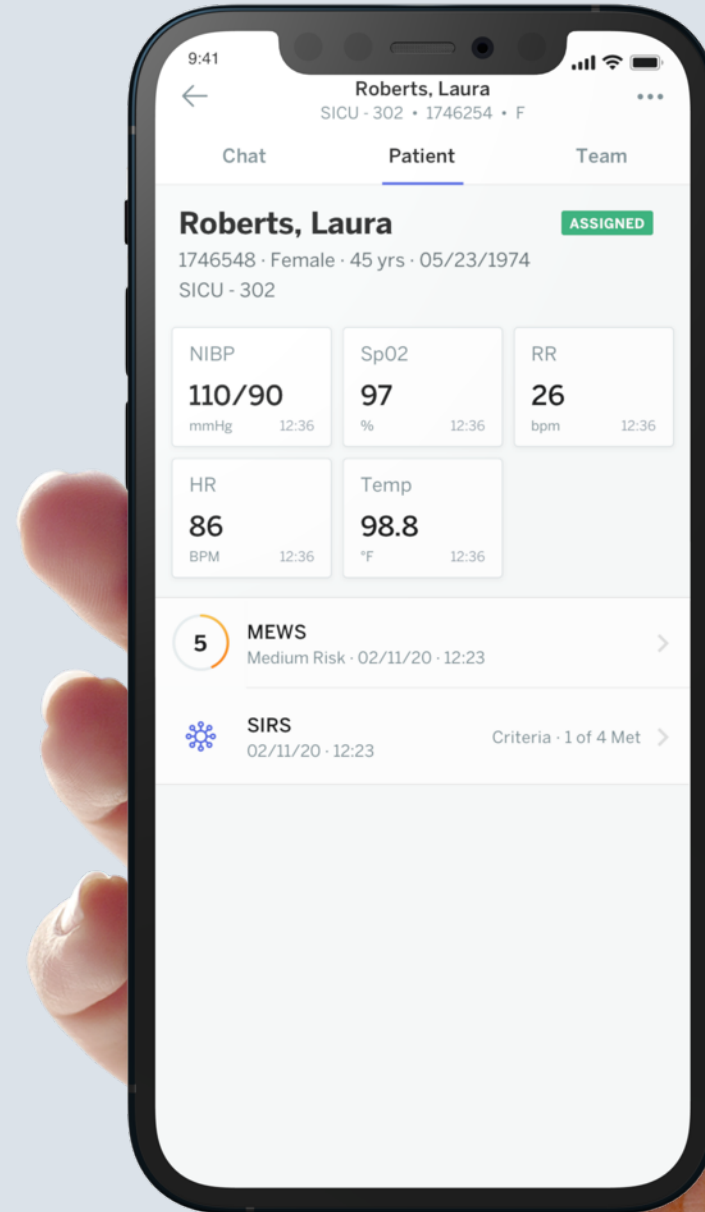 9:41
Roberts, Laura
SICU - 302 • 1746254 • F
Chat Patient Team
Roberts, Laura ASSIGNED
1746548 · Female · 45 yrs · 05/23/1974
SICU - 302
NIBP Sp02 RR
110/90 97 26
mmHg 12:36 % 12:36 bpm 12:36
HR Temp
86 98.8
BPM 12:36 °F 12:36
5 MEWS
Medium Risk · 02/11/20 · 12:23
SIRS
02/11/20 · 12:23 Criteria · 1 of 4 Met